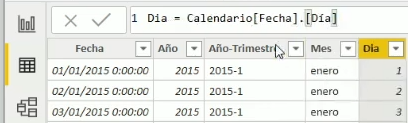 1 Dia = Calendario[Fecha].[Día]
Fecha Año Año-Trimestre Mes Dia
01/01/2015 0:00:00 2015 2015-1 enero 1
02/01/2015 0:00:00 2015 2015-1 enero 2
03/01/2015 0:00:00 2015 2015-1 enero 3